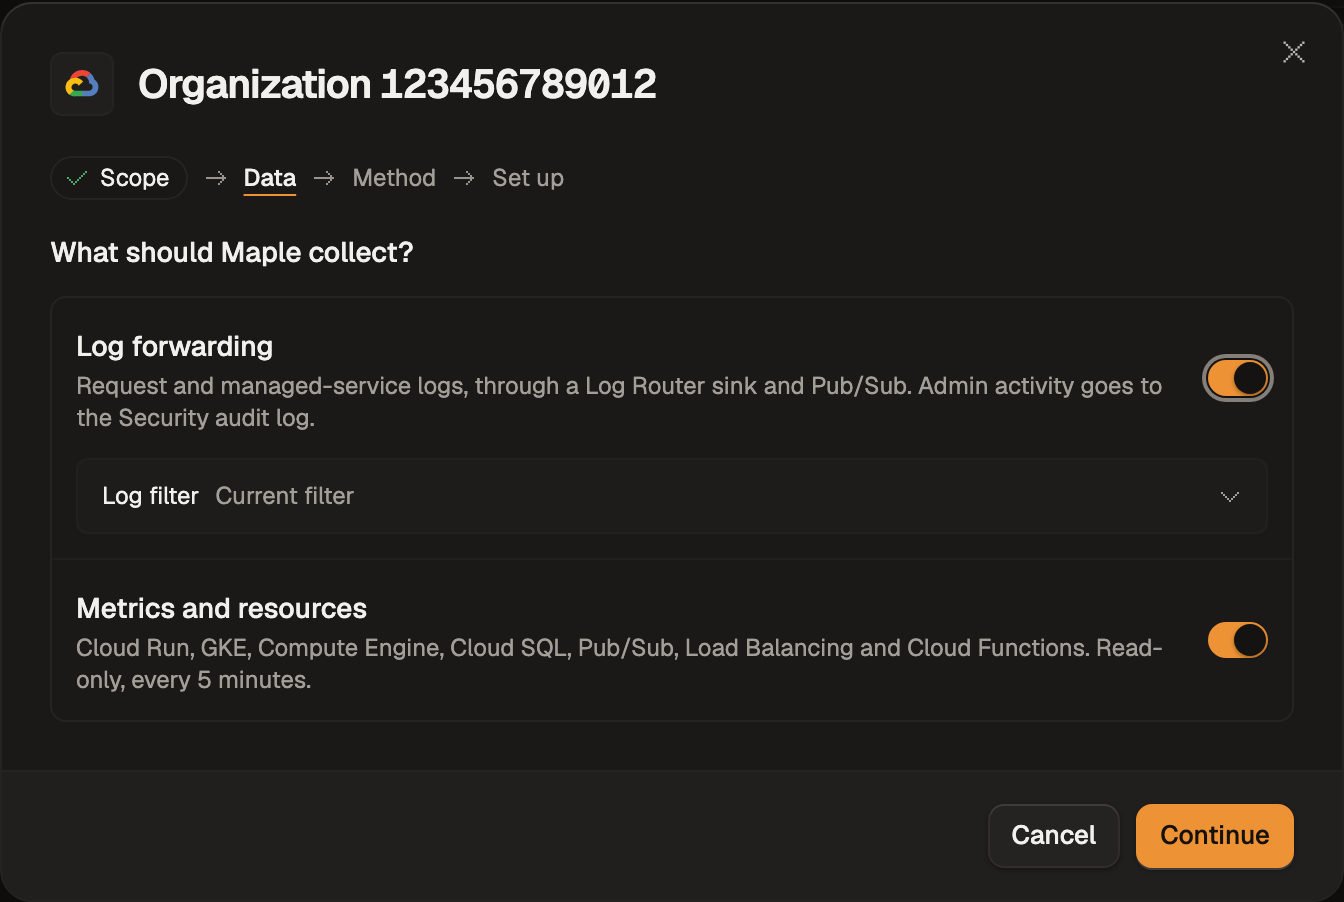 Organization 123456789012
Scope → Data → Method → Set up
What should Maple collect?
Log forwarding
Request and managed-service logs, through a Log Router sink and Pub/Sub. Admin activity goes to
the Security audit log.
Log filter Current filter
Metrics and resources
Cloud Run, GKE, Compute Engine, Cloud SQL, Pub/Sub, Load Balancing and Cloud Functions. Read-
only, every 5 minutes.
Cancel Continue